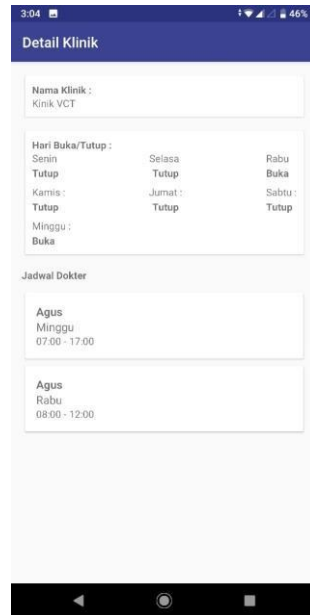 3:04 46%
Detail Klinik
Nama Klinik :
Kinik VCT
Hari Buka/Tutup :
Senin Selasa Rabu
Tutup Tutup Buka
Kamis : Jumat : Sabtu :
Tutup Tutup Tutup
Minggu :
Buka
Jadwal Dokter
Agus
Minggu
07:00 - 17:00
Agus
Rabu
08:00 - 12:00